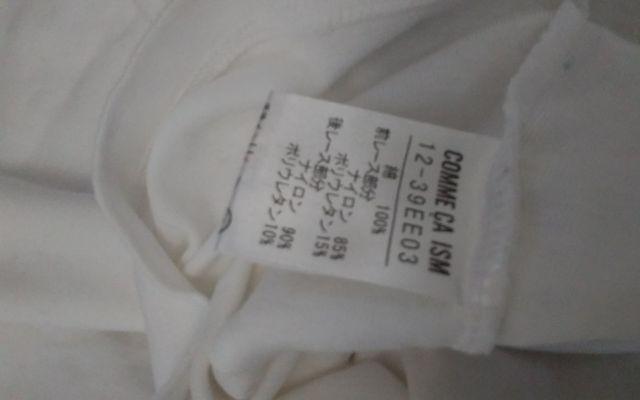 COMME ÇA ISM
12-39EE03
綿 100%
前レース部分
ナイロン 85%
ポリウレタン 15%
後レース部分
ナイロン 90%
ポリウレタン 10%